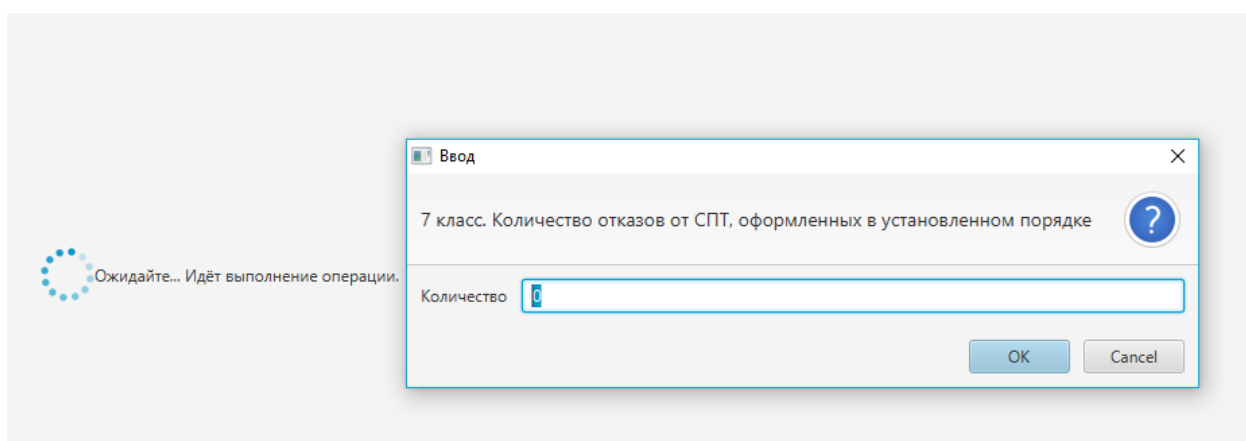 Ввод
7 класс. Количество отказов от СПТ, оформленных в установленном порядке
?
Ожидайте... Идёт выполнение операции.
Количество 0
OK Cancel